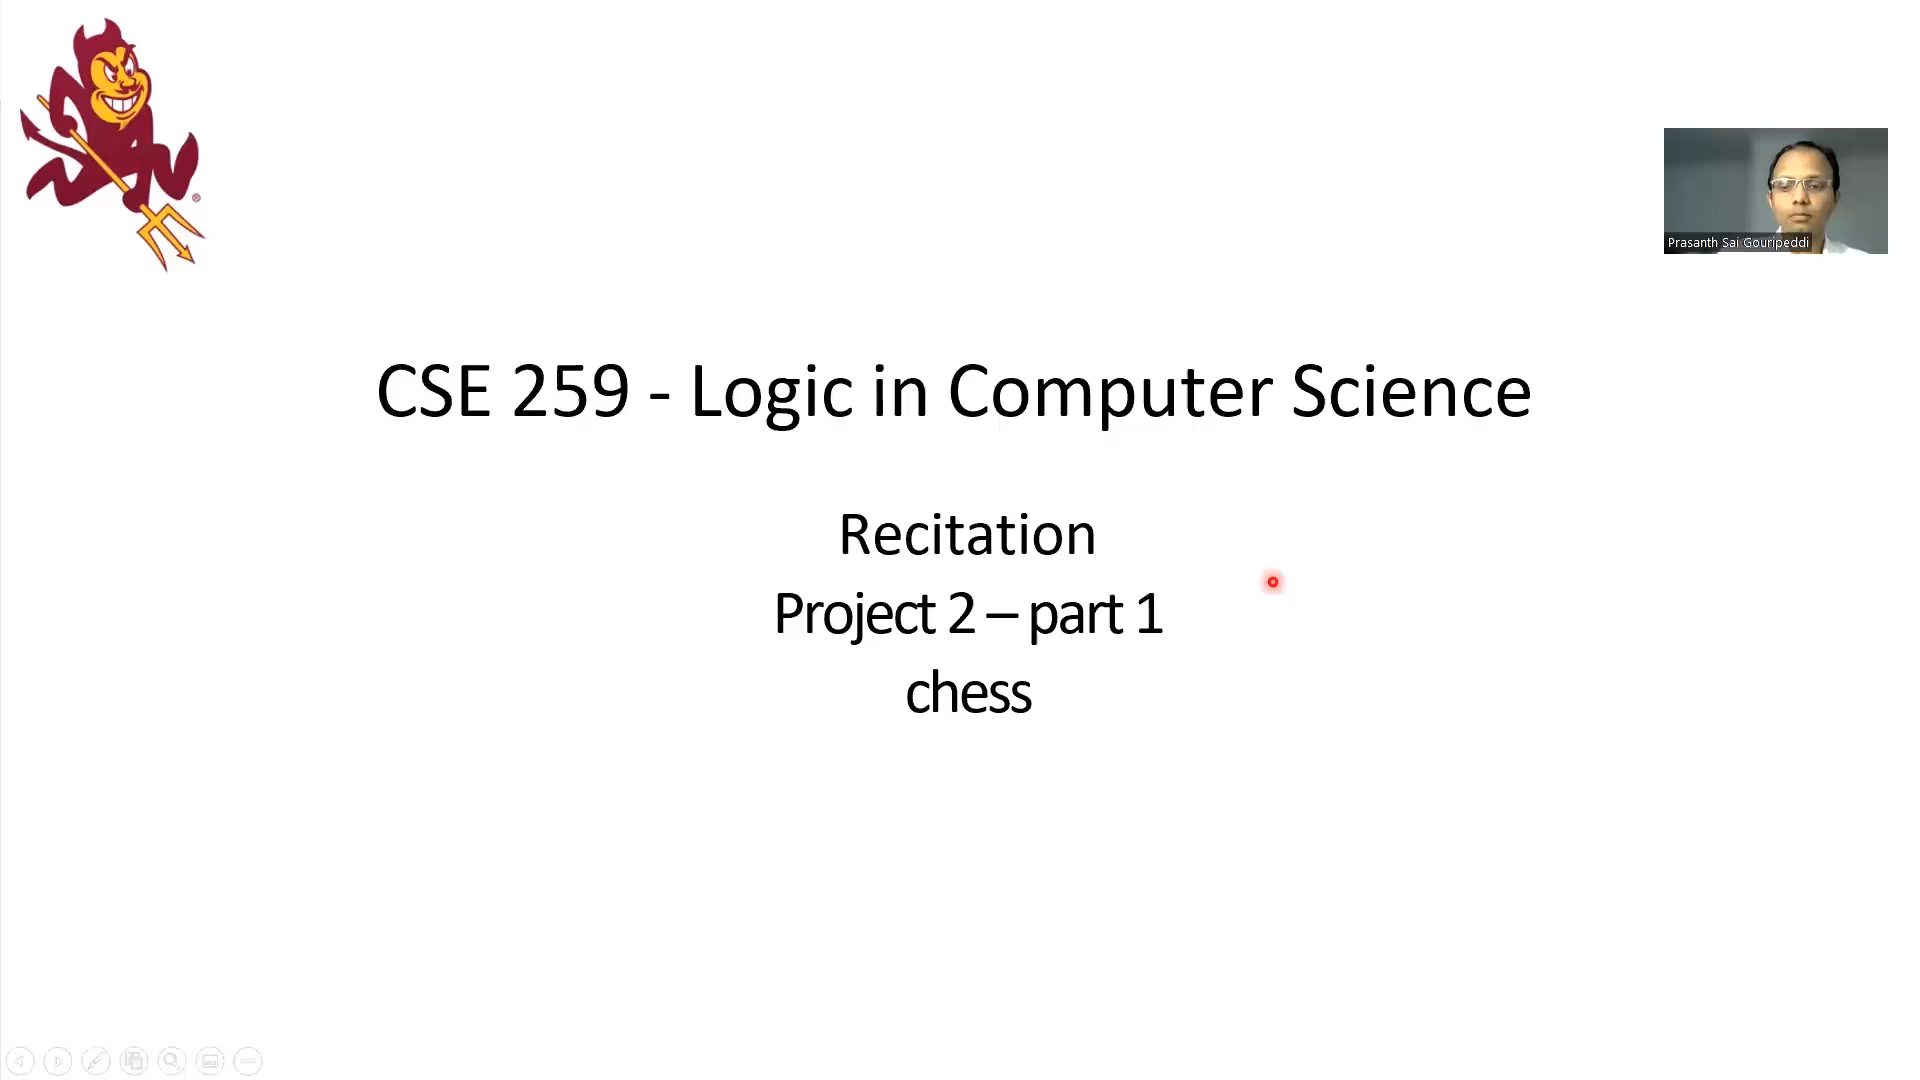 ®
Prasanth Sai Gouripeddi
CSE 259 - Logic in Computer Science
Recitation
Project 2 – part 1
chess